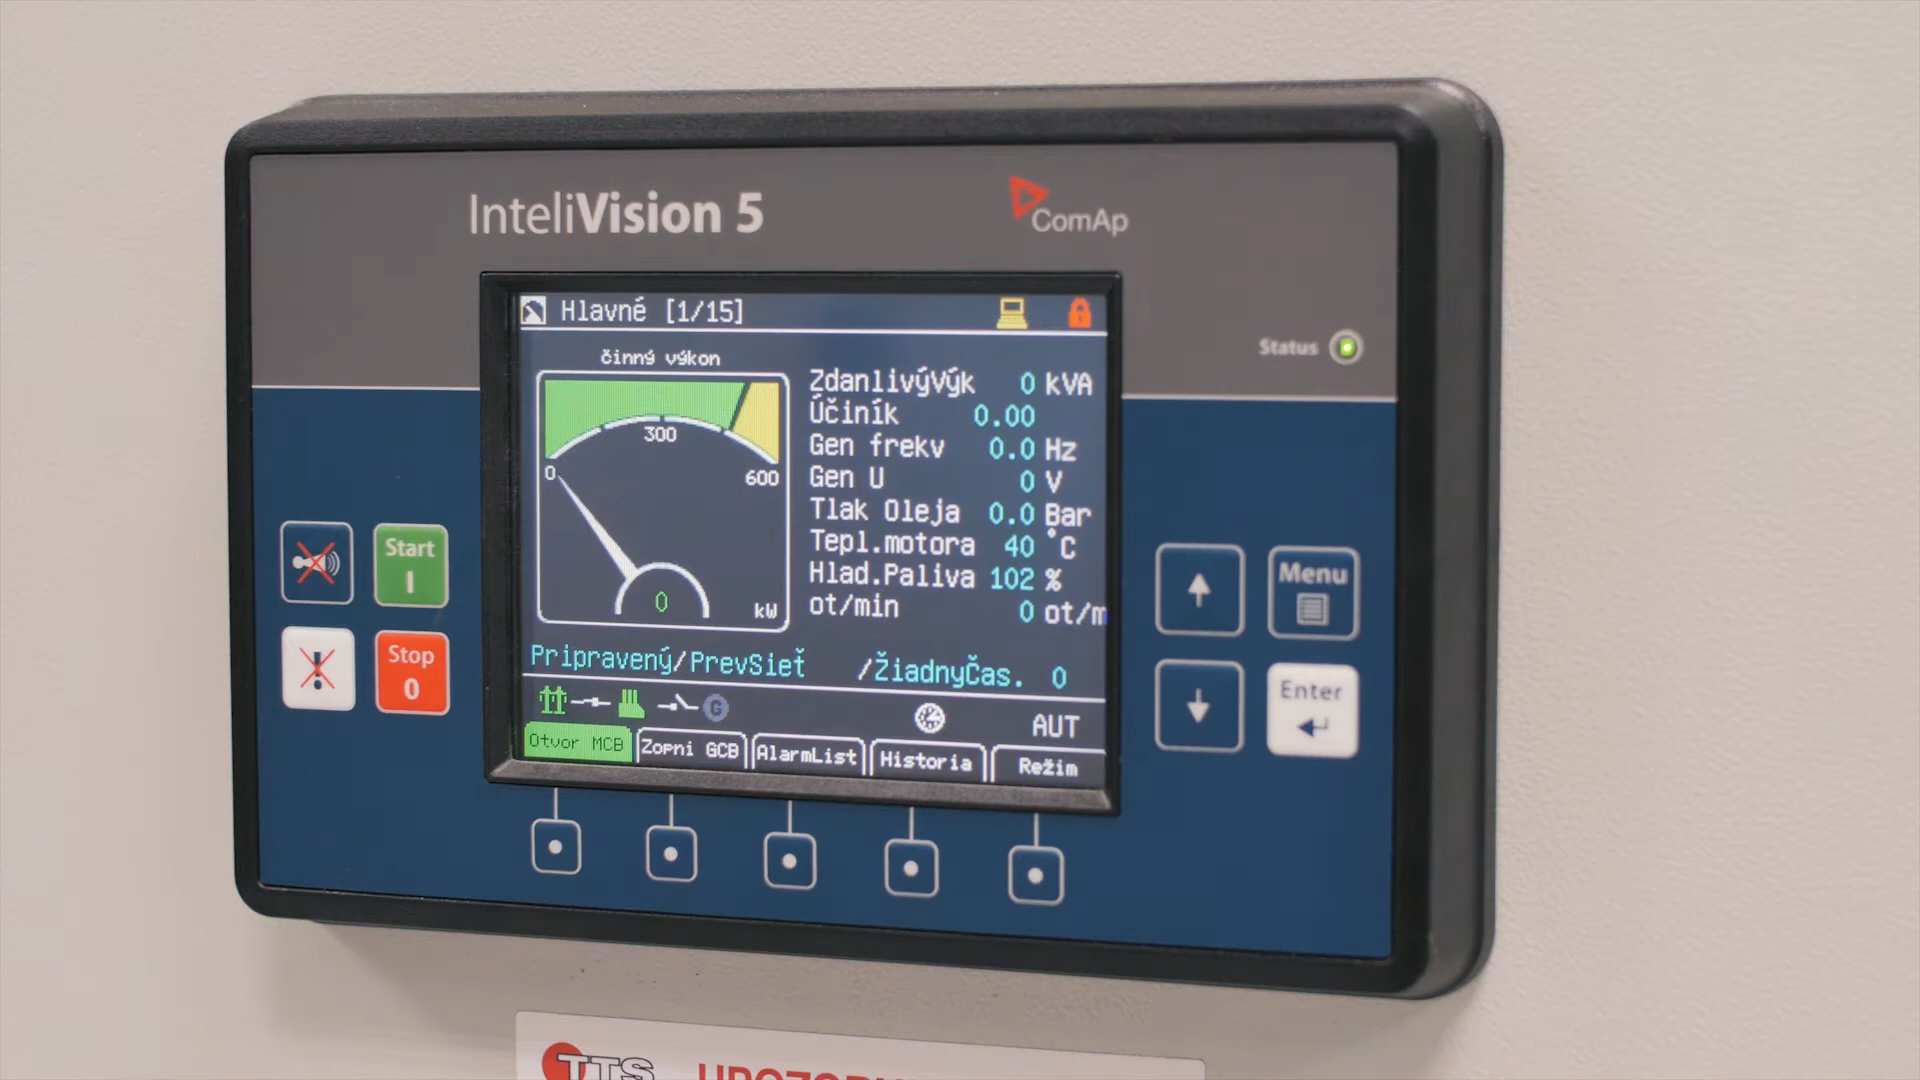 InteliVision 5
ComAp
Status
Hlavné [1/15]
činný výkon
0
300
600
0
kW
ZdanlivýVýk 0 kVA
Účiník 0.00
Gen frekv 0.0 Hz
Gen U 0 V
Tlak Oleja 0.0 Bar
Tepl.motora 40 °C
Hlad.Paliva 102 %
ot/min 0 ot/m
Pripravený/PrevSieť /ŽiadnyČas. 0
G
AUT
Otvor MCB
Zopni GCB
AlarmList
Historia
Režim
Start
I
Stop
0
Menu
Enter
TTS